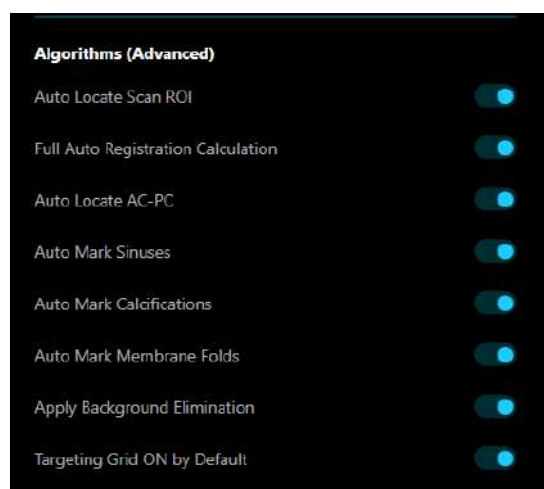 Algorithms (Advanced)
Auto Locate Scan ROI
Full Auto Registration Calculation
Auto Locate AC-PC
Auto Mark Sinuses
Auto Mark Calcifications
Auto Mark Membrane Folds
Apply Background Elimination
Targeting Grid ON by Default